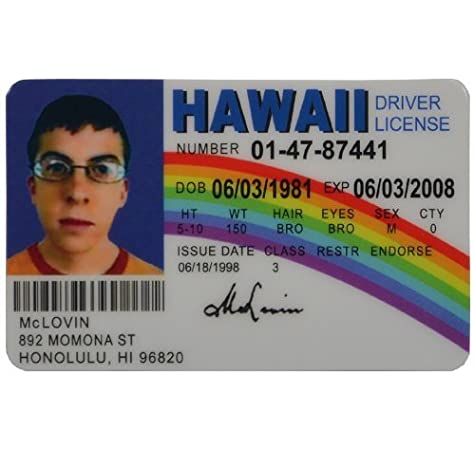 HAWAII DRIVER LICENSE
NUMBER 01-47-87441
DOB 06/03/1981 EXP 06/03/2008
HT WT HAIR EYES SEX CTY
5-10 150 BRO BRO M 0
ISSUE DATE CLASS RESTR ENDORSE
06/18/1998 3
McLovin
McLOVIN
892 MOMONA ST
HONOLULU, HI 96820